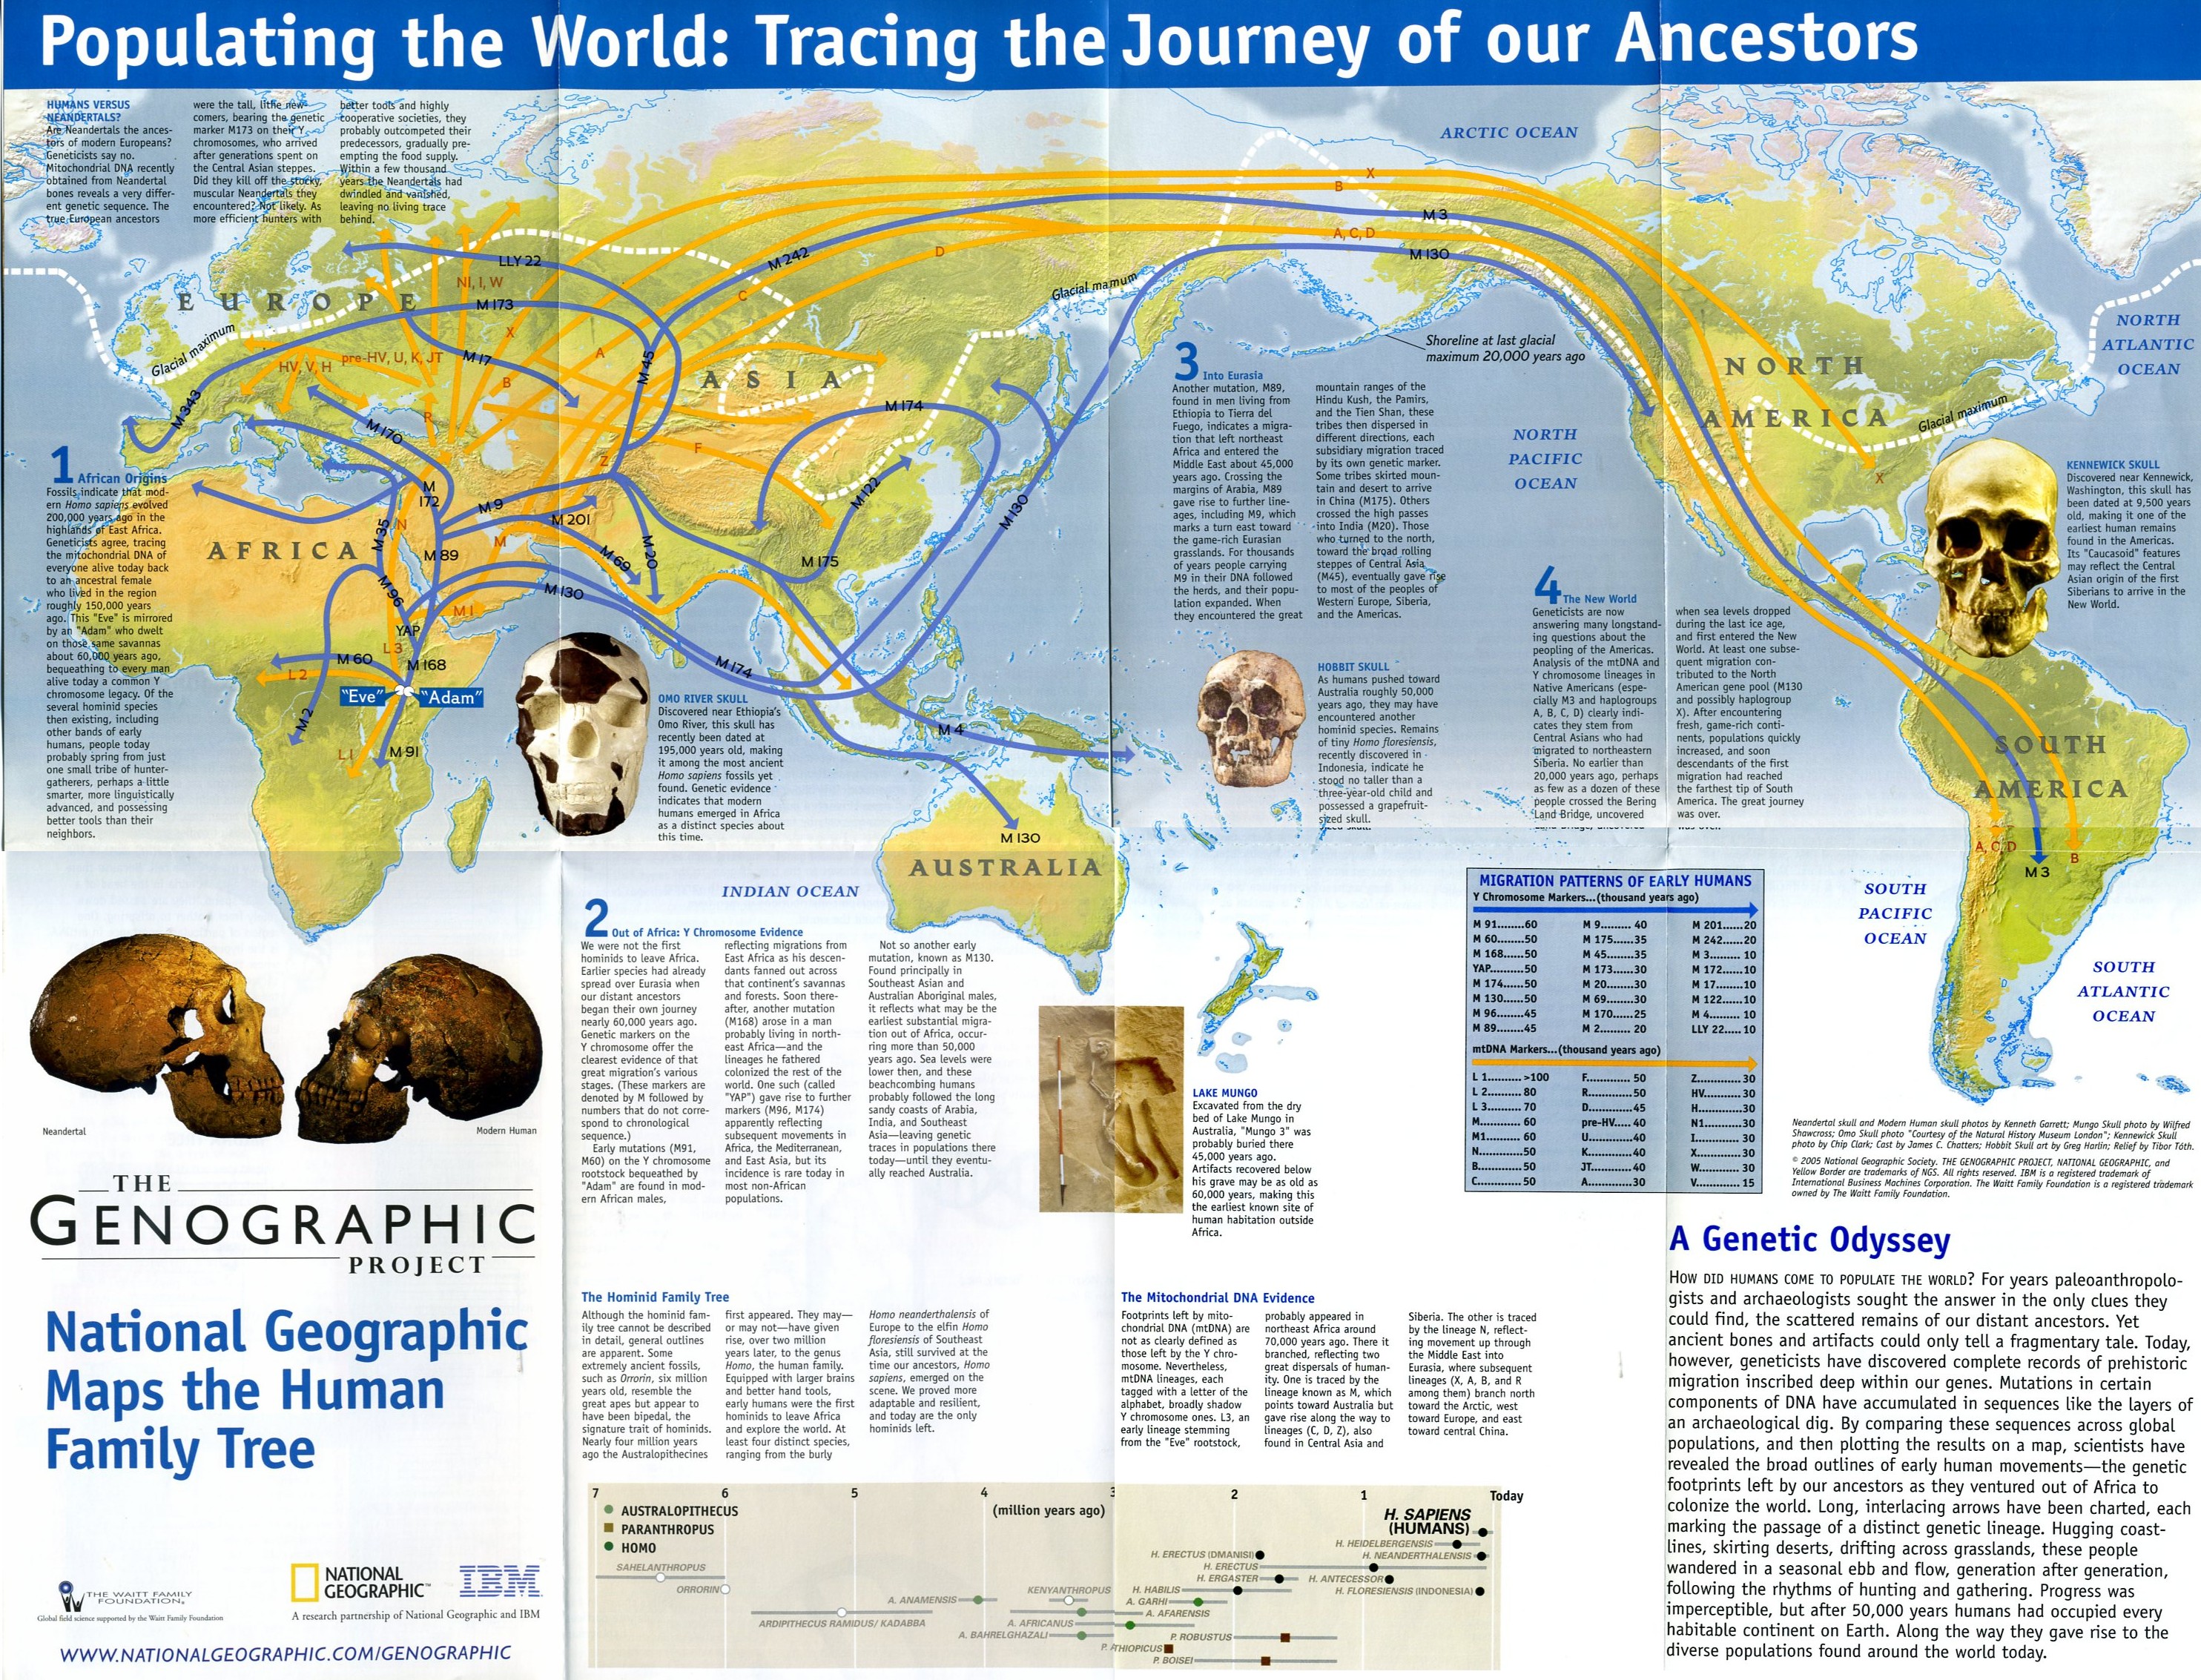 Populating the World: Tracing the Journey of our Ancestors
HUMANS VERSUS
NEANDERTALS?
Are Neandertals the ances-
tors of modern Europeans?
Geneticists say no.
Mitochondrial DNA recently
obtained from Neandertal
bones reveals a very differ-
ent genetic sequence. The
true European ancestors
were the tall, lithe new-
comers, bearing the genetic
marker M173 on their Y
chromosomes, who arrived
after generations spent on
the Central Asian steppes.
Did they kill off the stocky,
muscular Neandertals they
encountered? Not likely. As
more efficient hunters with
better tools and highly
cooperative societies, they
probably outcompeted their
predecessors, gradually pre-
empting the food supply.
Within a few thousand
years the Neandertals had
dwindled and vanished,
leaving no living trace
behind.
ARCTIC OCEAN
X
B
M 3
A, C, D
M 130
D
M 242
LLY 22
NI, I, W
M 173
C
X
A
B
EUROPE
Glacial maximum
HV, V, H
pre-HV, U, K, JT
M 17
M 45
ASIA
Glacial mamum
M 343
M 170
R
F
Z
M 174
M 122
M 130
M 172
N
M 35
M 9
M 201
M
M 89
M 69
M 20
M 175
M 96
M 130
M 1
YAP
L 3
M 60
M 168
L 2
M 2
"Eve"
"Adam"
L 1
M 91
M 174
M 4
M 130
AFRICA
AUSTRALIA
INDIAN OCEAN
Shoreline at last glacial
maximum 20,000 years ago
NORTH
PACIFIC
OCEAN
NORTH
AMERICA
Glacial maximum
X
NORTH
ATLANTIC
OCEAN
SOUTH
AMERICA
A, C, D
B
M 3
SOUTH
PACIFIC
OCEAN
SOUTH
ATLANTIC
OCEAN
1 African Origins
Fossils indicate that mod-
ern Homo sapiens evolved
200,000 years ago in the
highlands of East Africa.
Geneticists agree, tracing
the mitochondrial DNA of
everyone alive today back
to an ancestral female
who lived in the region
roughly 150,000 years
ago. This "Eve" is mirrored
by an "Adam" who dwelt
on those same savannas
about 60,000 years ago,
bequeathing to every man
alive today a common Y
chromosome legacy. Of the
several hominid species
then existing, including
other bands of early
humans, people today
probably spring from just
one small tribe of hunter-
gatherers, perhaps a little
smarter, more linguistically
advanced, and possessing
better tools than their
neighbors.
OMO RIVER SKULL
Discovered near Ethiopia's
Omo River, this skull has
recently been dated at
195,000 years old, making
it among the most ancient
Homo sapiens fossils yet
found. Genetic evidence
indicates that modern
humans emerged in Africa
as a distinct species about
this time.
3 Into Eurasia
Another mutation, M89,
found in men living from
Ethiopia to Tierra del
Fuego, indicates a migra-
tion that left northeast
Africa and entered the
Middle East about 45,000
years ago. Crossing the
margins of Arabia, M89
gave rise to further line-
ages, including M9, which
marks a turn east toward
the game-rich Eurasian
grasslands. For thousands
of years people carrying
M9 in their DNA followed
the herds, and their popu-
lation expanded. When
they encountered the great
mountain ranges of the
Hindu Kush, the Pamirs,
and the Tien Shan, these
tribes then dispersed in
different directions, each
subsidiary migration traced
by its own genetic marker.
Some tribes skirted moun-
tain and desert to arrive
in China (M175). Others
crossed the high passes
into India (M20). Those
who turned to the north,
toward the broad rolling
steppes of Central Asia
(M45), eventually gave rise
to most of the peoples of
Western Europe, Siberia,
and the Americas.
HOBBIT SKULL
As humans pushed toward
Australia roughly 50,000
years ago, they may have
encountered another
hominid species. Remains
of tiny Homo floresiensis,
recently discovered in
Indonesia, indicate he
stood no taller than a
three-year-old child and
possessed a grapefruit-
sized skull.
4 The New World
Geneticists are now
answering many longstand-
ing questions about the
peopling of the Americas.
Analysis of the mtDNA and
Y chromosome lineages in
Native Americans (espe-
cially M3 and haplogroups
A, B, C, D) clearly indi-
cates they stem from
Central Asians who had
migrated to northeastern
Siberia. No earlier than
20,000 years ago, perhaps
as few as a dozen of these
people crossed the Bering
Land Bridge, uncovered
when sea levels dropped
during the last ice age,
and first entered the New
World. At least one subse-
quent migration con-
tributed to the North
American gene pool (M130
and possibly haplogroup
X). After encountering
fresh, game-rich conti-
nents, populations quickly
increased, and soon
descendants of the first
migration had reached
the farthest tip of South
America. The great journey
was over.
KENNEWICK SKULL
Discovered near Kennewick,
Washington, this skull has
been dated at 9,500 years
old, making it one of the
earliest human remains
found in the Americas.
Its "Caucasoid" features
may reflect the Central
Asian origin of the first
Siberians to arrive in the
New World.
2 Out of Africa: Y Chromosome Evidence
We were not the first
hominids to leave Africa.
Earlier species had already
spread over Eurasia when
our distant ancestors
began their own journey
nearly 60,000 years ago.
Genetic markers on the
Y chromosome offer the
clearest evidence of that
great migration's various
stages. (These markers are
denoted by M followed by
numbers that do not corre-
spond to chronological
sequence.)
Early mutations (M91,
M60) on the Y chromosome
rootstock bequeathed by
"Adam" are found in mod-
ern African males,
reflecting migrations from
East Africa as his descen-
dants fanned out across
that continent's savannas
and forests. Soon there-
after, another mutation
(M168) arose in a man
probably living in north-
east Africa—and the
lineages he fathered
colonized the rest of the
world. One such (called
"YAP") gave rise to further
markers (M96, M174)
apparently reflecting
subsequent movements in
Africa, the Mediterranean,
and East Asia, but its
incidence is rare today in
most non-African
populations.
Not so another early
mutation, known as M130.
Found principally in
Southeast Asian and
Australian Aboriginal males,
it reflects what may be the
earliest substantial migra-
tion out of Africa, occur-
ring more than 50,000
years ago. Sea levels were
lower then, and these
beachcombing humans
probably followed the long
sandy coasts of Arabia,
India, and Southeast
Asia—leaving genetic
traces in populations there
today—until they eventu-
ally reached Australia.
LAKE MUNGO
Excavated from the dry
bed of Lake Mungo in
Australia, "Mungo 3" was
probably buried there
45,000 years ago.
Artifacts recovered below
his grave may be as old as
60,000 years, making this
the earliest known site of
human habitation outside
Africa.
MIGRATION PATTERNS OF EARLY HUMANS
Y Chromosome Markers...(thousand years ago)
M 91.......60 M 9......... 40 M 201......20
M 60.......50 M 175......35 M 242......20
M 168......50 M 45.......35 M 3......... 10
YAP.........50 M 173......30 M 172......10
M 174......50 M 20.......30 M 17.......10
M 130......50 M 69.......30 M 122......10
M 96.......45 M 170......25 M 4......... 10
M 89.......45 M 2........ 20 LLY 22..... 10
mtDNA Markers...(thousand years ago)
L 1.......... >100 F............. 50 Z.............30
L 2........... 80 R.............50 HV...........30
L 3........... 70 D.............45 H.............30
M............. 60 pre-HV..... 40 N1............30
M1........... 60 U.............40 I............. 30
N.............50 K.............40 X.............30
B.............50 JT............40 W............ 30
C.............50 A.............30 V............. 15
Neandertal skull and Modern Human skull photos by Kenneth Garrett; Mungo Skull photo by Wilfred
Shawcross; Omo Skull photo "Courtesy of the Natural History Museum London"; Kennewick Skull
photo by Chip Clark; Cast by James C. Chatters; Hobbit Skull art by Greg Harlin; Relief by Tibor Tóth.
© 2005 National Geographic Society. THE GENOGRAPHIC PROJECT, NATIONAL GEOGRAPHIC, and
Yellow Border are trademarks of NGS. All rights reserved. IBM is a registered trademark of
International Business Machines Corporation. The Waitt Family Foundation is a registered trademark
owned by The Waitt Family Foundation.
Neandertal
Modern Human
THE
GENOGRAPHIC
PROJECT
National Geographic
Maps the Human
Family Tree
THE WAITT FAMILY
FOUNDATION
Global field science supported by the Waitt Family Foundation
NATIONAL
GEOGRAPHIC™
IBM
A research partnership of National Geographic and IBM
WWW.NATIONALGEOGRAPHIC.COM/GENOGRAPHIC
The Hominid Family Tree
Although the hominid fam-
ily tree cannot be described
in detail, general outlines
are apparent. Some
extremely ancient fossils,
such as Orrorin, six million
years old, resemble the
great apes but appear to
have been bipedal, the
signature trait of hominids.
Nearly four million years
ago the Australopithecines
first appeared. They may—
or may not—have given
rise, over two million
years later, to the genus
Homo, the human family.
Equipped with larger brains
and better hand tools,
early humans were the first
hominids to leave Africa
and explore the world. At
least four distinct species,
ranging from the burly
Homo neanderthalensis of
Europe to the elfin Homo
floresiensis of Southeast
Asia, still survived at the
time our ancestors, Homo
sapiens, emerged on the
scene. We proved more
adaptable and resilient,
and today are the only
hominids left.
The Mitochondrial DNA Evidence
Footprints left by mito-
chondrial DNA (mtDNA) are
not as clearly defined as
those left by the Y chro-
mosome. Nevertheless,
mtDNA lineages, each
tagged with a letter of the
alphabet, broadly shadow
Y chromosome ones. L3, an
early lineage stemming
from the "Eve" rootstock,
probably appeared in
northeast Africa around
70,000 years ago. There it
branched, reflecting two
great dispersals of human-
ity. One is traced by the
lineage known as M, which
points toward Australia but
gave rise along the way to
lineages (C, D, Z), also
found in Central Asia and
Siberia. The other is traced
by the lineage N, reflect-
ing movement up through
the Middle East into
Eurasia, where subsequent
lineages (X, A, B, and R
among them) branch north
toward the Arctic, west
toward Europe, and east
toward central China.
7 6 5 4 3 2 1 Today
(million years ago)
AUSTRALOPITHECUS
PARANTHROPUS
HOMO
SAHELANTHROPUS
ORRORIN
ARDIPITHECUS RAMIDUS/ KADABBA
A. ANAMENSIS
KENYANTHROPUS
A. AFRICANUS
A. BAHRELGHAZALI
A. GARHI
A. AFARENSIS
P. ROBUSTUS
P. BOISEI
H. HABILIS
H. ERGASTER
H. ERECTUS
H. ERECTUS (DMANISI)
H. ANTECESSOR
H. HEIDELBERGENSIS
H. NEANDERTHALENSIS
H. FLORESIENSIS (INDONESIA)
H. SAPIENS
(HUMANS)
A Genetic Odyssey
HOW DID HUMANS COME TO POPULATE THE WORLD? For years paleoanthropolo-
gists and archaeologists sought the answer in the only clues they
could find, the scattered remains of our distant ancestors. Yet
ancient bones and artifacts could only tell a fragmentary tale. Today,
however, geneticists have discovered complete records of prehistoric
migration inscribed deep within our genes. Mutations in certain
components of DNA have accumulated in sequences like the layers of
an archaeological dig. By comparing these sequences across global
populations, and then plotting the results on a map, scientists have
revealed the broad outlines of early human movements—the genetic
footprints left by our ancestors as they ventured out of Africa to
colonize the world. Long, interlacing arrows have been charted, each
marking the passage of a distinct genetic lineage. Hugging coast-
lines, skirting deserts, drifting across grasslands, these people
wandered in a seasonal ebb and flow, generation after generation,
following the rhythms of hunting and gathering. Progress was
imperceptible, but after 50,000 years humans had occupied every
habitable continent on Earth. Along the way they gave rise to the
diverse populations found around the world today.